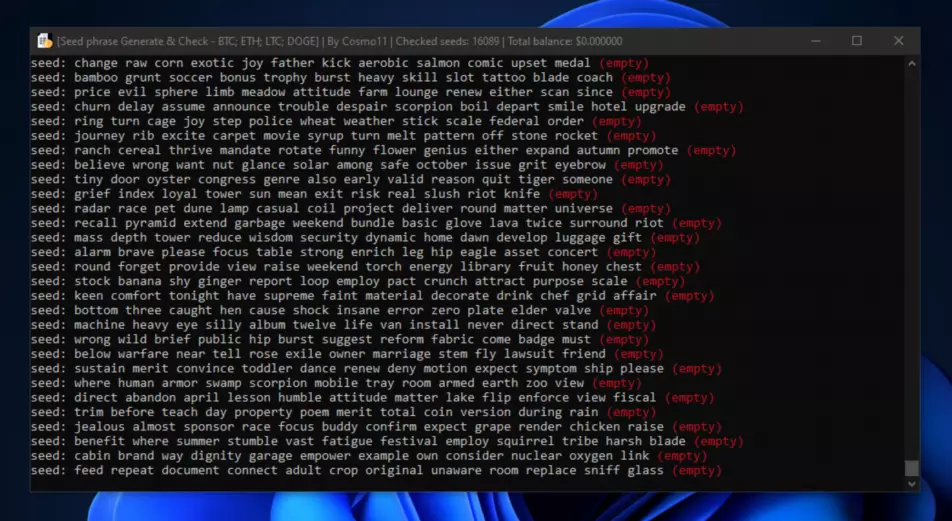 [Seed phrase Generate & Check - BTC; ETH; LTC; DOGE] | By Cosmo11 | Checked seeds: 16089 | Total balance: $0.000000
seed: change raw corn exotic joy father kick aerobic salmon comic upset medal (empty)
seed: bamboo grunt soccer bonus trophy burst heavy skill slot tattoo blade coach (empty)
seed: price evil sphere limb meadow attitude farm lounge renew either scan since (empty)
seed: churn delay assume announce trouble despair scorpion boil depart smile hotel upgrade (empty)
seed: ring turn cage joy step police wheat weather stick scale federal order (empty)
seed: journey rib excite carpet movie syrup turn melt pattern off stone rocket (empty)
seed: ranch cereal thrive mandate rotate funny flower genius either expand autumn promote (empty)
seed: believe wrong want nut glance solar among safe october issue grit eyebrow (empty)
seed: tiny door oyster congress genre also early valid reason quit tiger someone (empty)
seed: grief index loyal tower sun mean exit risk real slush riot knife (empty)
seed: radar race pet dune lamp casual coil project deliver round matter universe (empty)
seed: recall pyramid extend garbage weekend bundle basic glove lava twice surround riot (empty)
seed: mass depth tower reduce wisdom security dynamic home dawn develop luggage gift (empty)
seed: alarm brave please focus table strong enrich leg hip eagle asset concert (empty)
seed: round forget provide view raise weekend torch energy library fruit honey chest (empty)
seed: stock banana shy ginger report loop employ pact crunch attract purpose scale (empty)
seed: keen comfort tonight have supreme faint material decorate drink chef grid affair (empty)
seed: bottom three caught hen cause shock insane error zero plate elder valve (empty)
seed: machine heavy eye silly album twelve life van install never direct stand (empty)
seed: wrong wild brief public hip burst suggest reform fabric come badge must (empty)
seed: below warfare near tell rose exile owner marriage stem fly lawsuit friend (empty)
seed: sustain merit convince toddler dance renew deny motion expect symptom ship please (empty)
seed: where human armor swap scorpion mobile tray room armed earth zoo view (empty)
seed: direct abandon april lesson humble attitude matter lake flip enforce view fiscal (empty)
seed: trim before teach day property poem merit total coin version during rain (empty)
seed: jealous almost sponsor race focus buddy confirm expect grape render chicken raise (empty)
seed: benefit where summer stumble vast fatigue festival employ squirrel tribe harsh blade (empty)
seed: cabin brand way dignity garage empower example own consider nuclear oxygen link (empty)
seed: feed repeat document connect adult crop original unaware room replace sniff glass (empty)